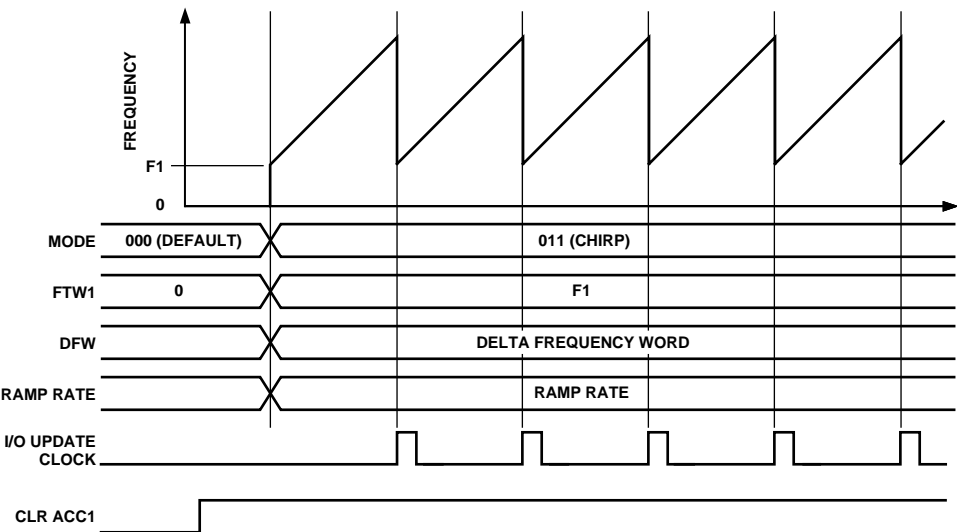 FREQUENCY
F1
0
MODE 000 (DEFAULT) 011 (CHIRP)
FTW1 0 F1
DFW DELTA FREQUENCY WORD
RAMP RATE RAMP RATE
I/O UPDATE
CLOCK
CLR ACC1